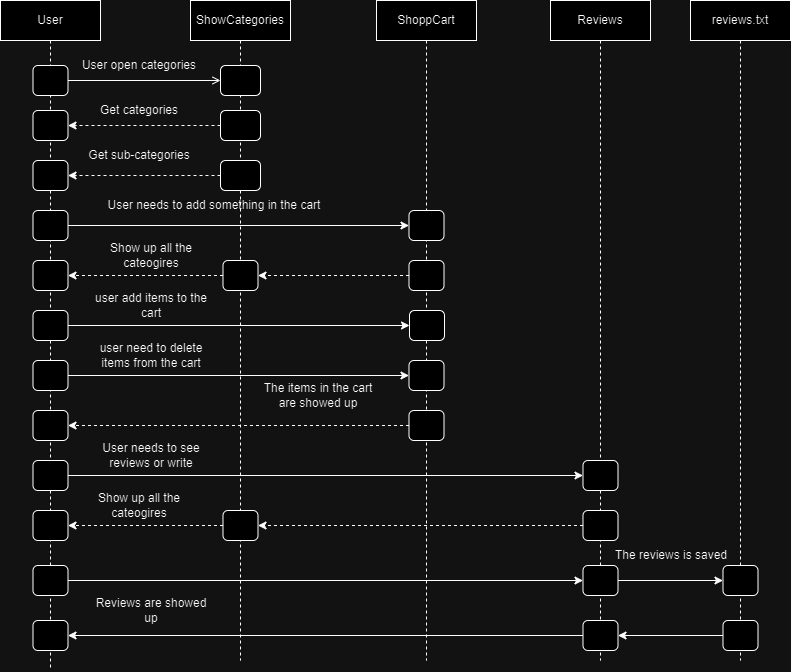 User
ShowCategories
ShoppCart
Reviews
reviews.txt
User open categories
Get categories
Get sub-categories
User needs to add something in the cart
Show up all the
cateogires
user add items to the
cart
user need to delete
items from the cart
The items in the cart
are showed up
User needs to see
reviews or write
Show up all the
cateogires
The reviews is saved
Reviews are showed
up